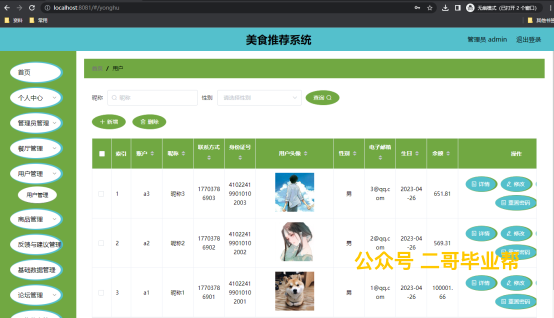 localhost:8081/#/yonghu
无痕模式（已打开 2 个窗口）
资料 常用 其他书签
美食推荐系统
管理员 admin 退出登录
首页
个人中心
管理员管理
餐厅管理
用户管理
用户管理
商品管理
反馈与建议管理
基础数据管理
论坛管理
/ 用户
昵称 昵称 性别 请选择性别 查询
+ 新增 删除
索引 账户 昵称 联系方式 身份证号 用户头像 性别 电子邮箱 生日 余额 操作
1 a3 昵称3 17703786903 410224199010102003 男 3@qq.com 2023-04-26 651.81 详情 修改 重置密码
2 a2 昵称2 17703786902 410224199010102002 男 2@qq.com 2023-04-26 569.31 详情 修改 重置密码
3 a1 昵称1 17703786901 410224199010102001 男 1@qq.com 2023-04-26 100001.66 详情 修改 重置密码
公众号 二哥毕业帮